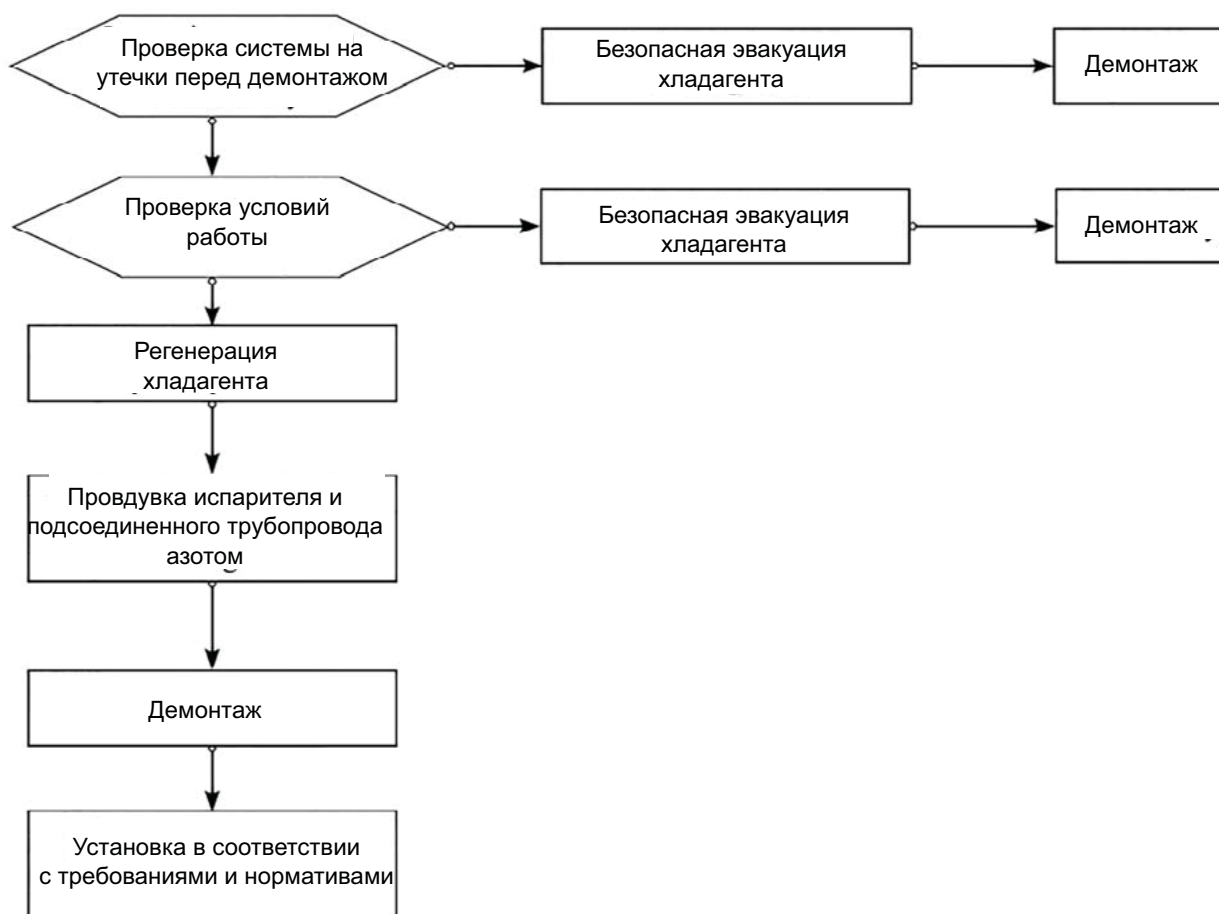 Проверка системы на
утечки перед демонтажом
Безопасная эвакуация
хладагента
Демонтаж
Проверка условий
работы
Безопасная эвакуация
хладагента
Демонтаж
Регенерация
хладагента
Провдувка испарителя и
подсоединенного трубопровода
азотом
Демонтаж
Установка в соответствии
с требованиями и нормативами